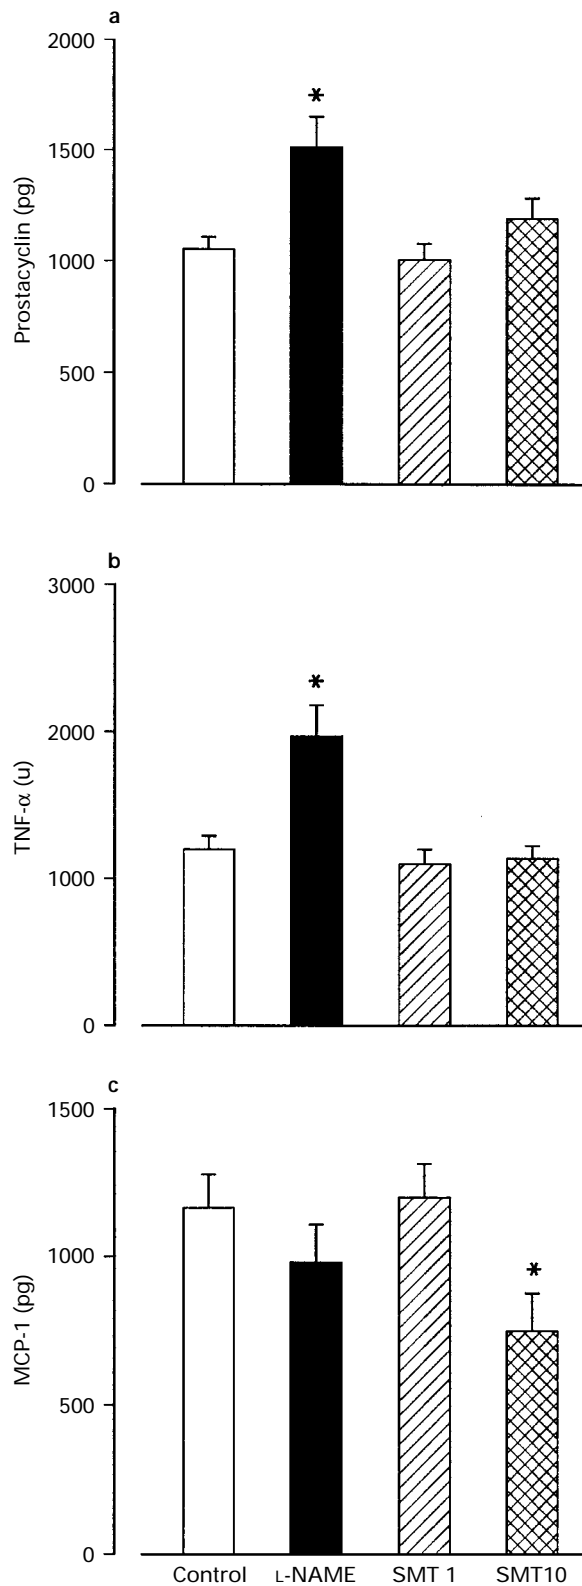 a
2000
*
1500
1000
500
0
Prostacyclin (pg)
b
3000
*
2000
1000
0
TNF-α (u)
c
1500
*
1000
500
0
MCP-1 (pg)
Control L-NAME SMT 1 SMT10